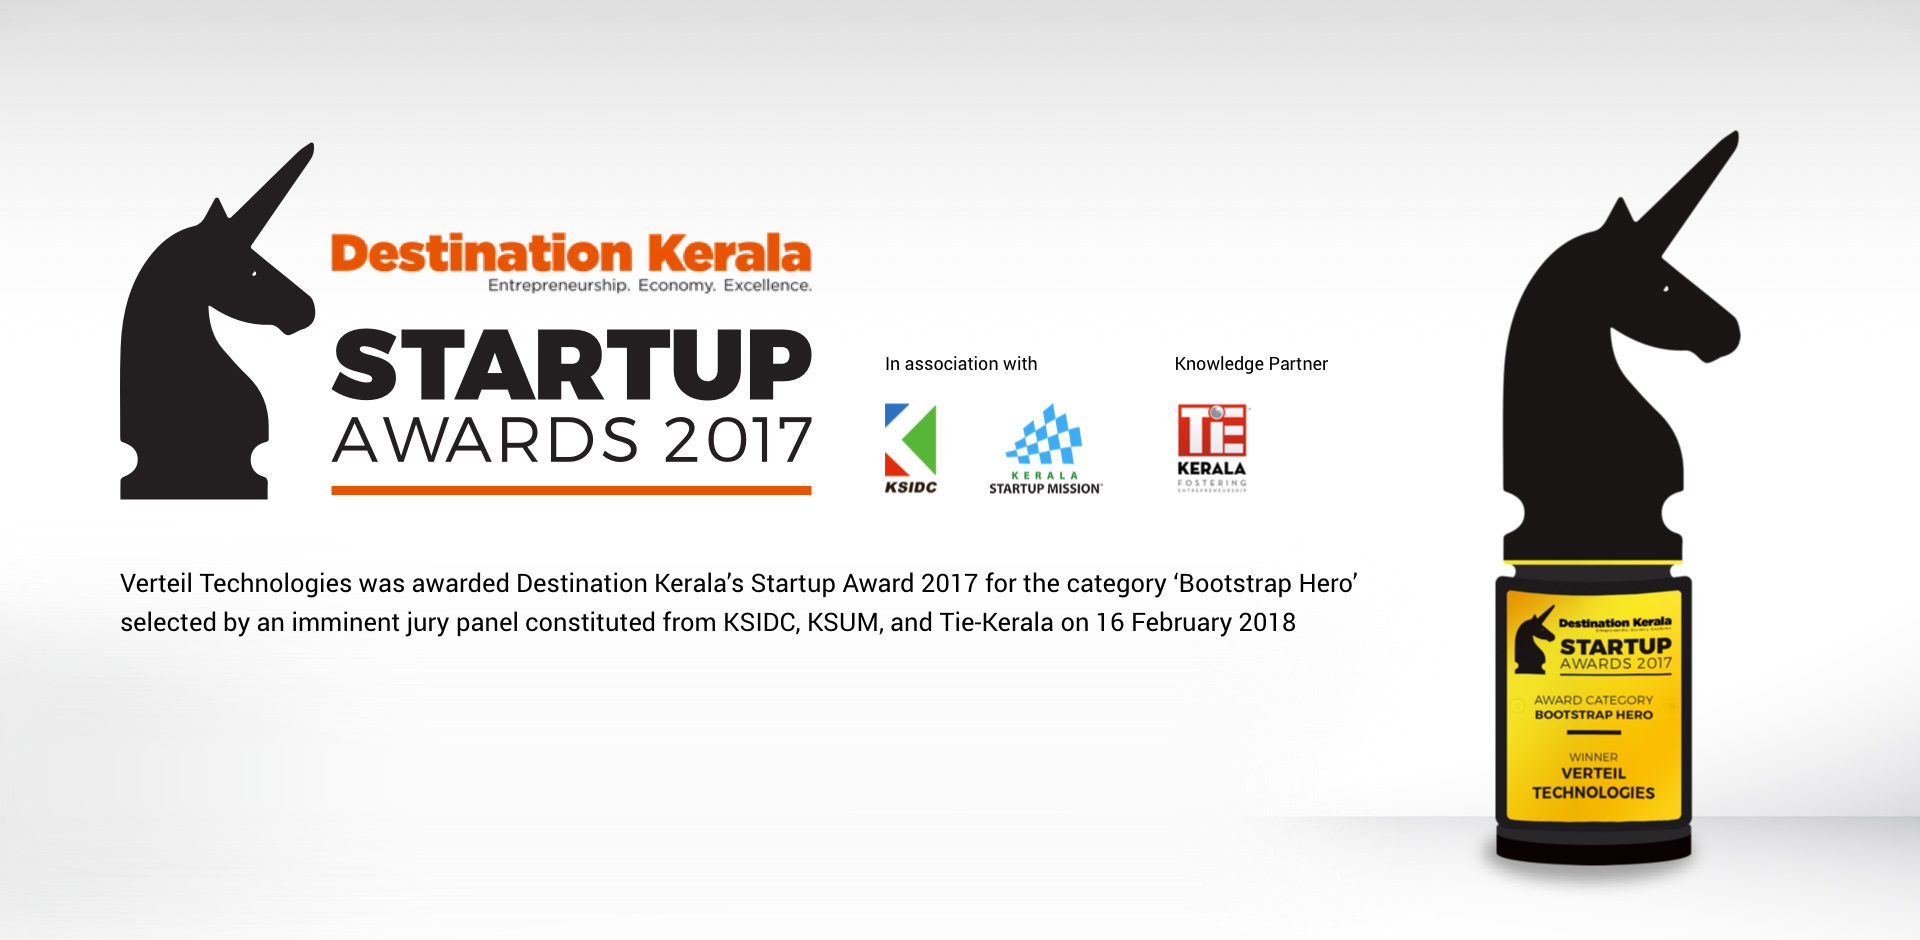 Destination Kerala
Entrepreneurship. Economy. Excellence.
STARTUP
AWARDS 2017
In association with
Knowledge Partner
KSIDC
KERALA
STARTUP MISSION
TiE
KERALA
FOSTERING
ENTREPRENEURSHIP
Verteil Technologies was awarded Destination Kerala’s Startup Award 2017 for the category ‘Bootstrap Hero’
selected by an imminent jury panel constituted from KSIDC, KSUM, and Tie-Kerala on 16 February 2018
Destination Kerala
STARTUP
AWARDS 2017
AWARD CATEGORY
BOOTSTRAP HERO
WINNER
VERTEIL
TECHNOLOGIES